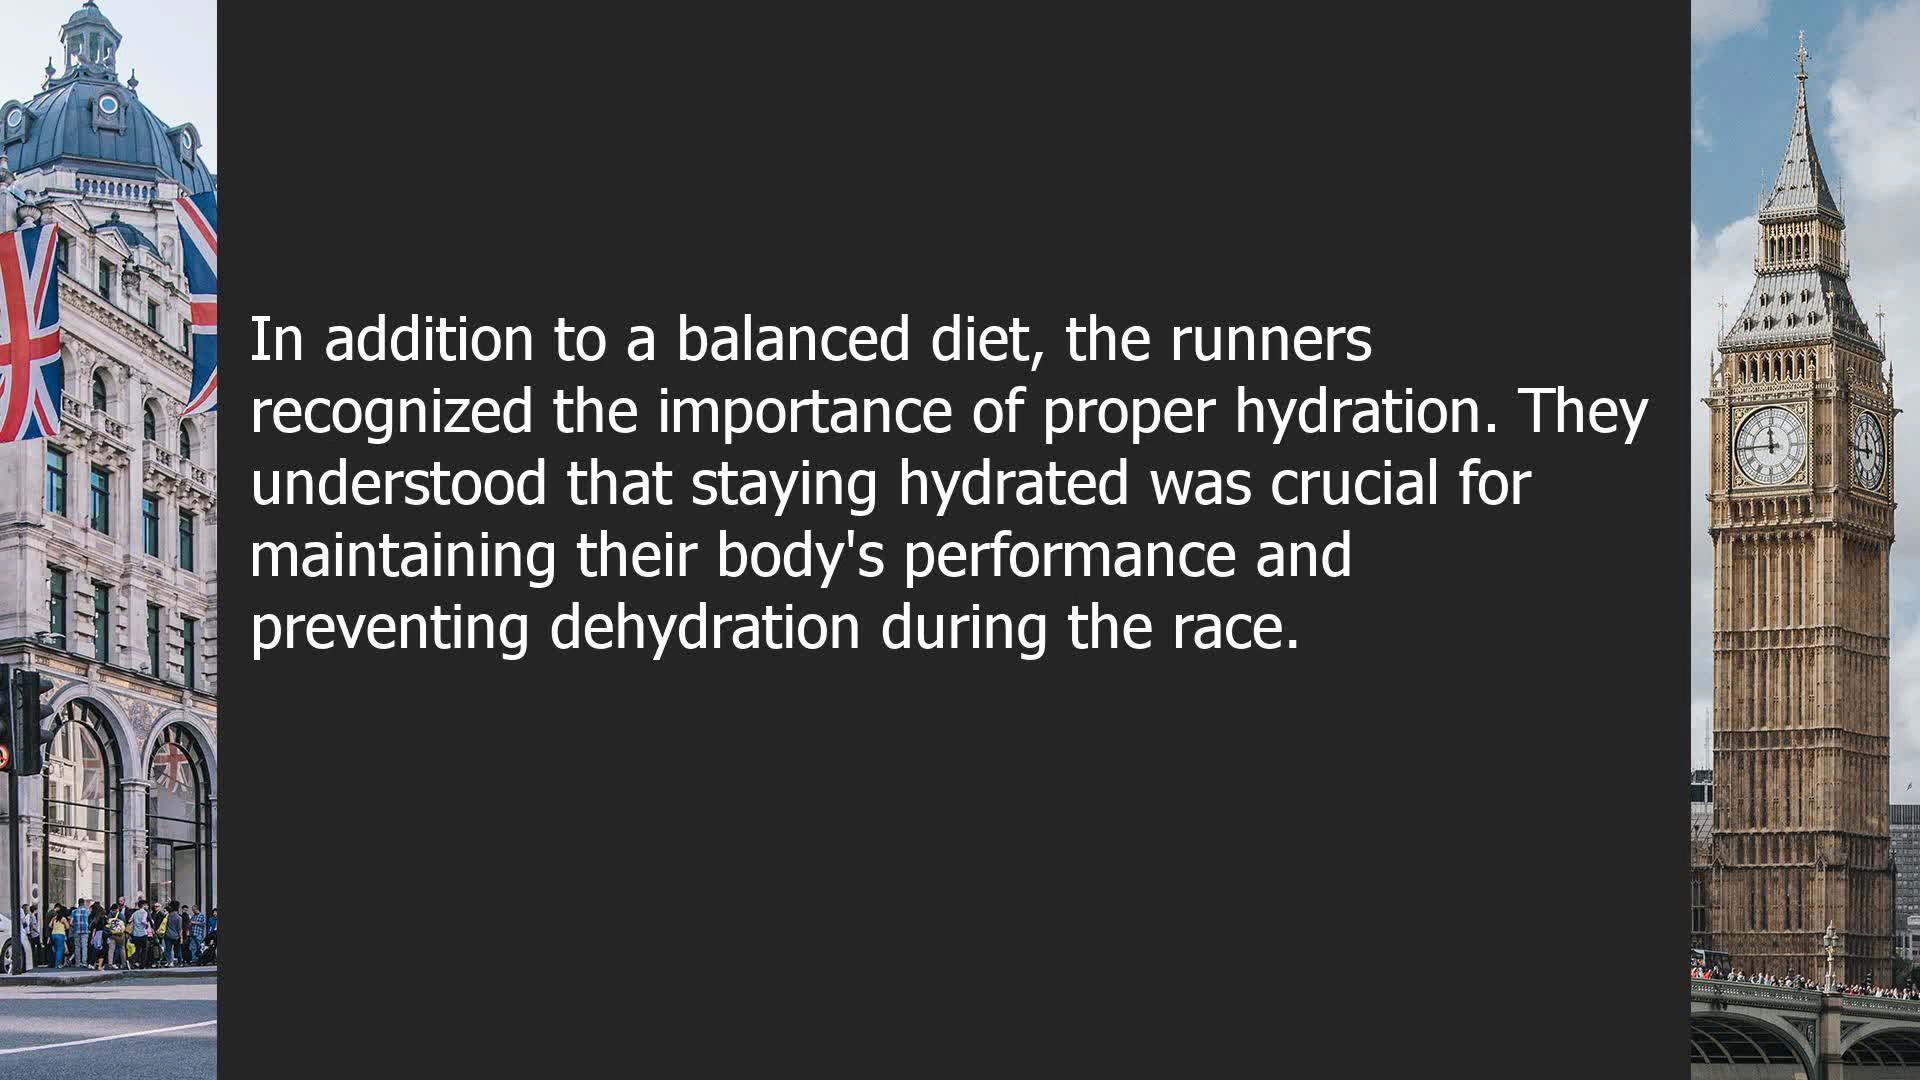 In addition to a balanced diet, the runners
recognized the importance of proper hydration. They
understood that staying hydrated was crucial for
maintaining their body's performance and
preventing dehydration during the race.